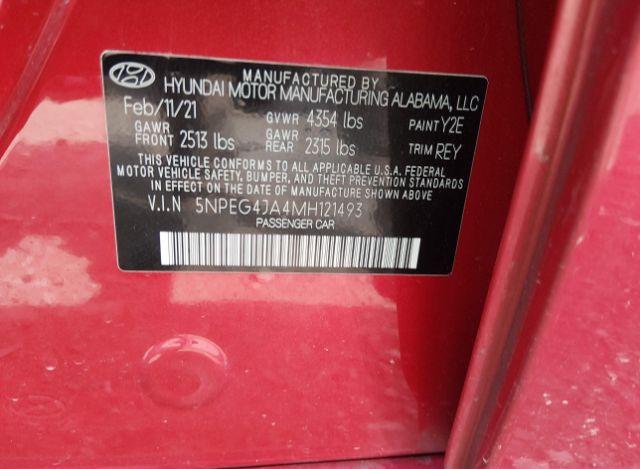 MANUFACTURED BY
HYUNDAI MOTOR MANUFACTURING ALABAMA, LLC
Feb/11/21 GVWR 4354 lbs PAINT Y2E
GAWR FRONT 2513 lbs GAWR REAR 2315 lbs TRIM REY
THIS VEHICLE CONFORMS TO ALL APPLICABLE U.S.A. FEDERAL
MOTOR VEHICLE SAFETY, BUMPER, AND THEFT PREVENTION STANDARDS
IN EFFECT ON THE DATE OF MANUFACTURE SHOWN ABOVE
V.I.N 5NPEG4JA4MH121493
PASSENGER CAR